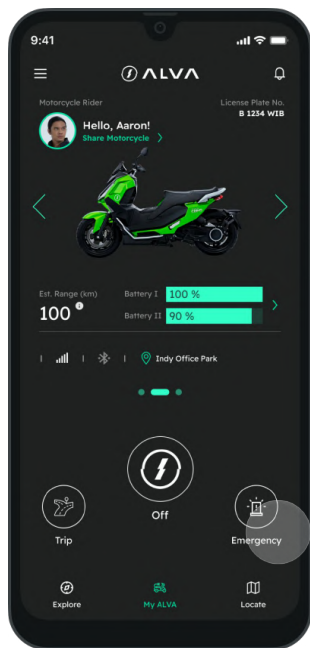 9:41
ALVA
Motorcycle Rider
License Plate No.
B 1234 WIB
Hello, Aaron!
Share Motorcycle
Est. Range (km)
100
Battery I
100 %
Battery II
90 %
Indy Office Park
Off
Trip
Emergency
Explore
My ALVA
Locate